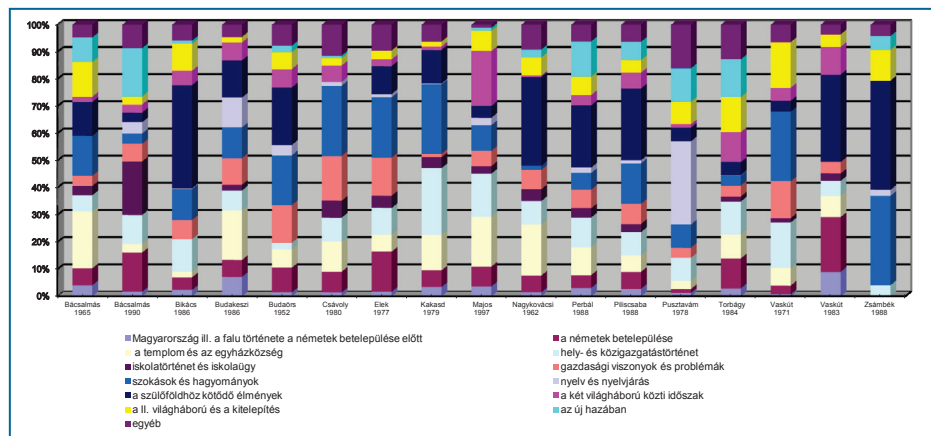 100%
90%
80%
70%
60%
50%
40%
30%
20%
10%
0%
Bácsalmás Bácsalmás Bikács Budakeszi Budaörs Csávoly Elek Kakasd Majos Nagykovácsi Perbál Piliscsaba Pusztavám Torbágy Vaskút Vaskút Zsámbék
1965 1990 1986 1986 1952 1980 1977 1979 1997 1962 1988 1988 1978 1984 1971 1983 1988
Magyarország ill. a falu története a németek betelepülése előtt a németek betelepülése
a templom és az egyházközség hely- és közigazgatástörténet
iskolatörténet és iskolaügy gazdasági viszonyok és problémák
szokások és hagyományok nyelv és nyelvjárás
a szülőföldhöz kötödő élmények a két világháború közti időszak
a II. világháború és a kitelepítés az új hazában
egyéb